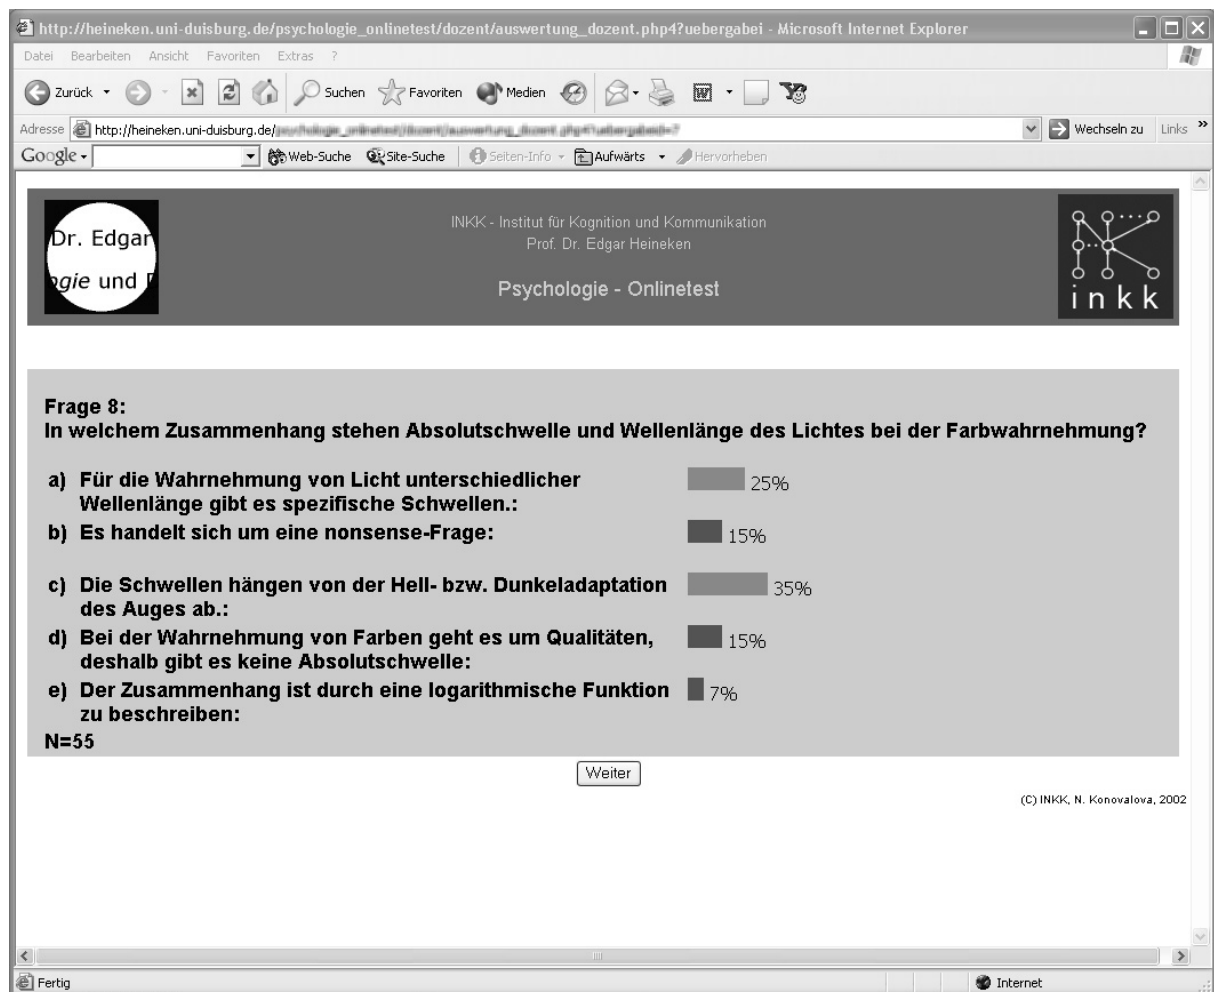 http://heineken.uni-duisburg.de/psychologie_onlinetest/dozent/auswertung_dozent.php4?uebergabei - Microsoft Internet Explorer
Datei Bearbeiten Ansicht Favoriten Extras ?
Zurück Suchen Favoriten Medien
Adresse http://heineken.uni-duisburg.de/ Wechseln zu Links »
Google Web-Suche Site-Suche Seiten-Info Aufwärts Hervorheben
Dr. Edgar
ogie und
INKK - Institut für Kognition und Kommunikation
Prof. Dr. Edgar Heineken
Psychologie - Onlinetest
inkk
Frage 8:
In welchem Zusammenhang stehen Absolutschwelle und Wellenlänge des Lichtes bei der Farbwahrnehmung?
a) Für die Wahrnehmung von Licht unterschiedlicher 25%
Wellenlänge gibt es spezifische Schwellen.:
b) Es handelt sich um eine nonsense-Frage: 15%
c) Die Schwellen hängen von der Hell- bzw. Dunkeladaptation 35%
des Auges ab.:
d) Bei der Wahrnehmung von Farben geht es um Qualitäten, 15%
deshalb gibt es keine Absolutschwelle:
e) Der Zusammenhang ist durch eine logarithmische Funktion 7%
zu beschreiben:
N=55
Weiter
(C) INKK, N. Konovalova, 2002
Fertig Internet